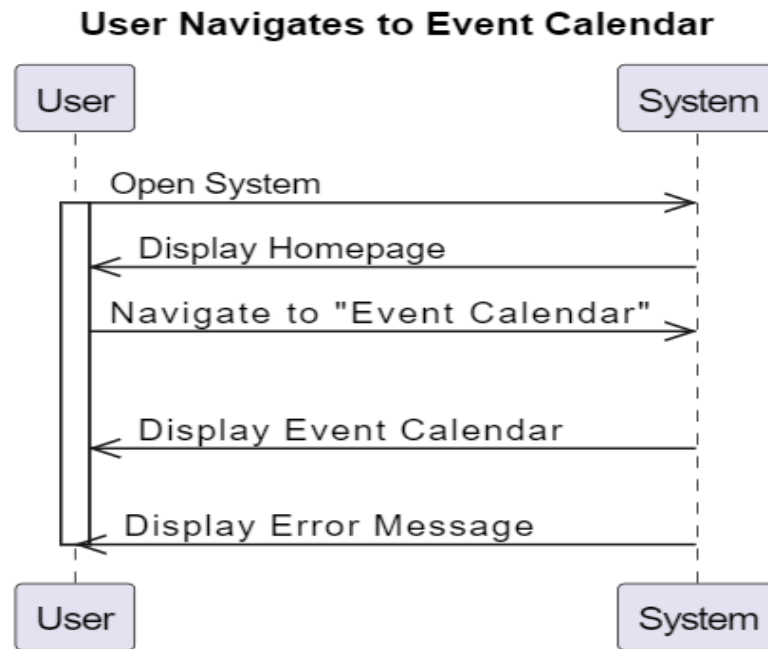 User Navigates to Event Calendar
User System
Open System
Display Homepage
Navigate to "Event Calendar"
Display Event Calendar
Display Error Message
User System